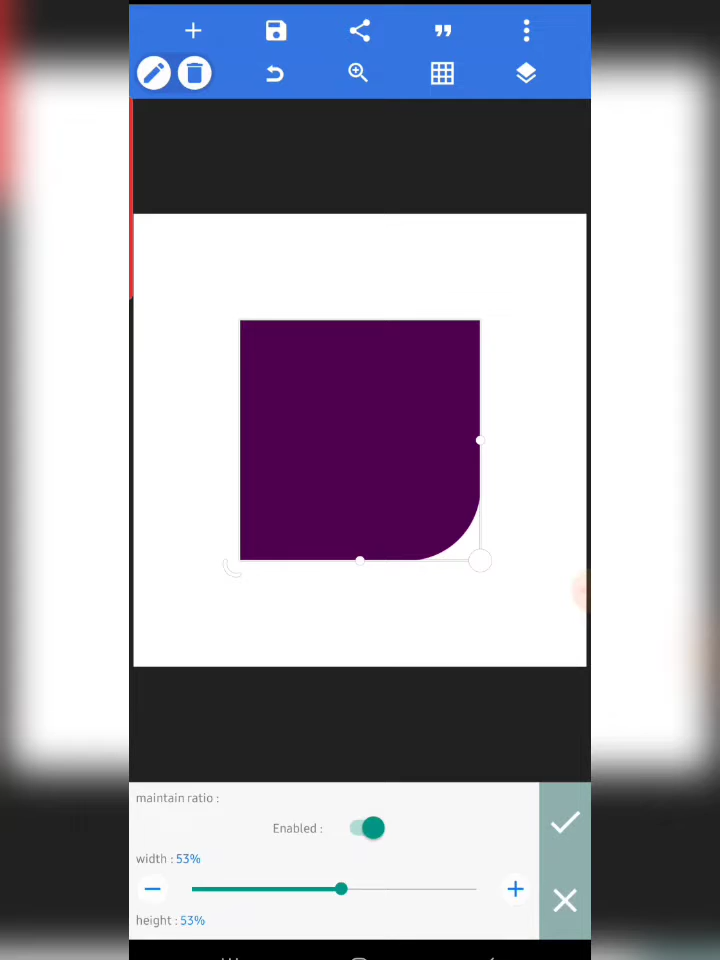 maintain ratio :
Enabled :
width : 53%
height : 53%